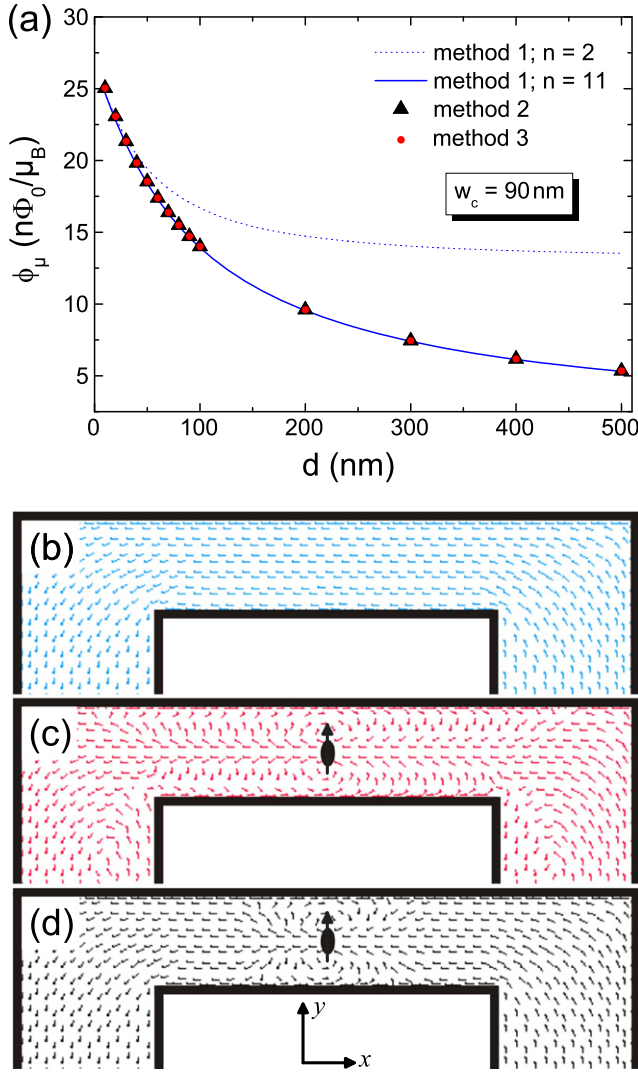 (a)
30
25
20
15
10
5
ϕμ (nΦ0/μB)
method 1; n = 2
method 1; n = 11
method 2
method 3
wc = 90 nm
0
100
200
300
400
500
d (nm)
(b)
(c)
(d)
y
x